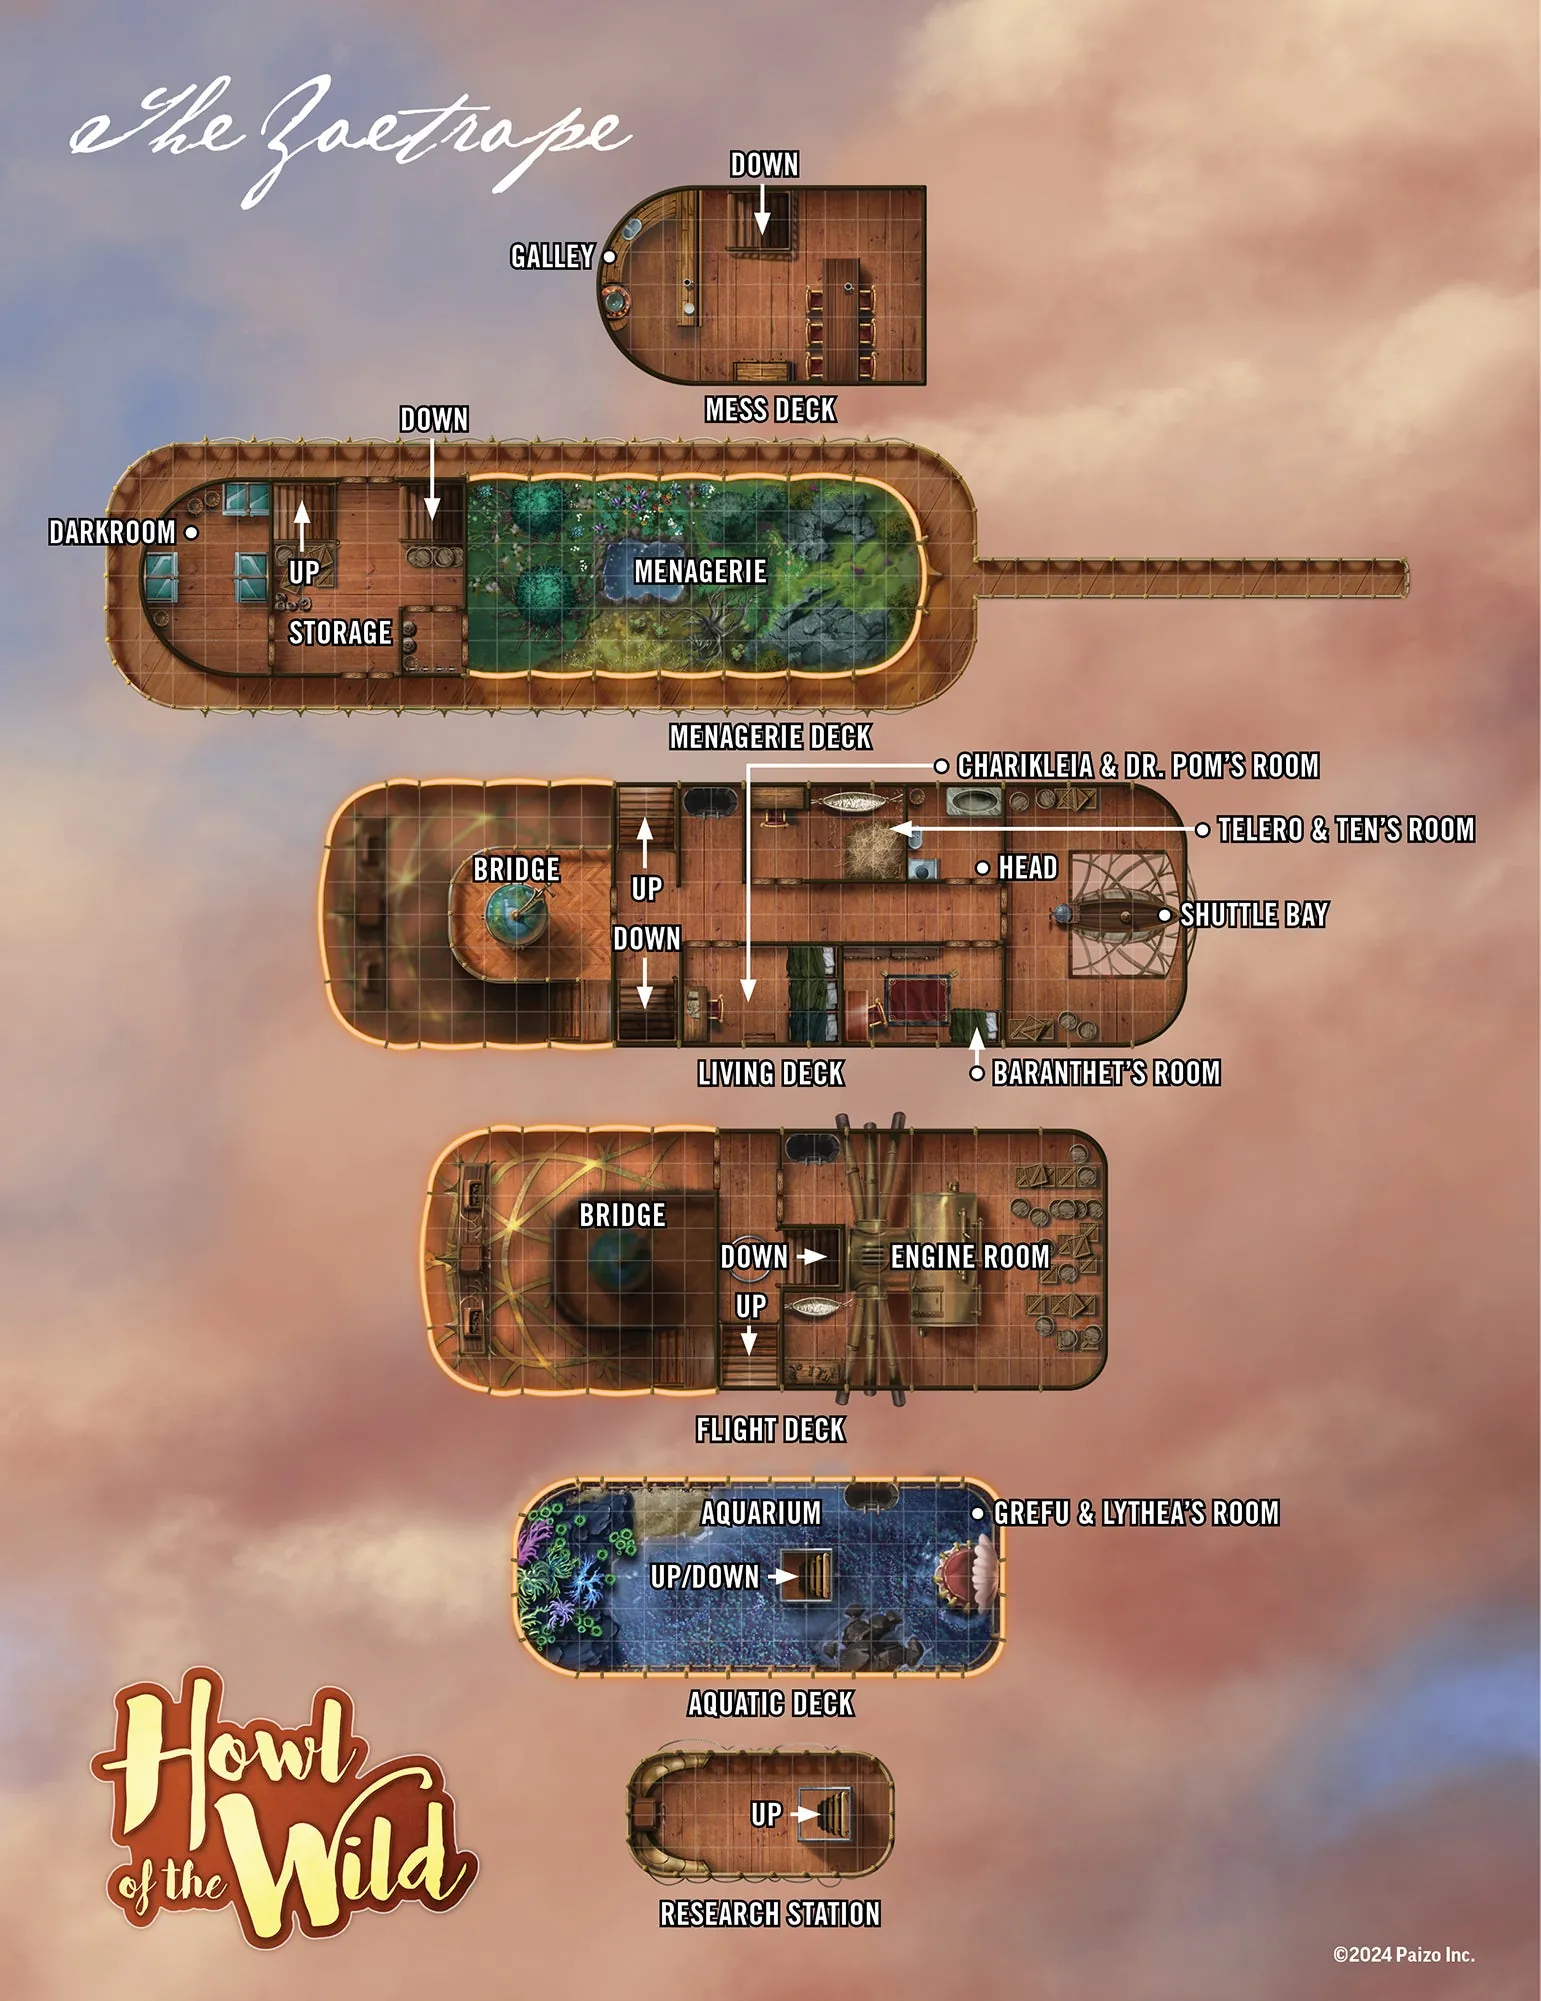 The Zoetrope
DOWN
GALLEY
MESS DECK
DOWN
DARKROOM
UP
MENAGERIE
STORAGE
MENAGERIE DECK
CHARIKLEIA & DR. POM'S ROOM
TELERO & TEN'S ROOM
BRIDGE
HEAD
UP
SHUTTLE BAY
DOWN
LIVING DECK
BARANTHET'S ROOM
BRIDGE
DOWN
ENGINE ROOM
UP
FLIGHT DECK
AQUARIUM
GREFU & LYTHEA'S ROOM
UP/DOWN
AQUATIC DECK
Howl
of the Wild
UP
RESEARCH STATION
©2024 Paizo Inc.